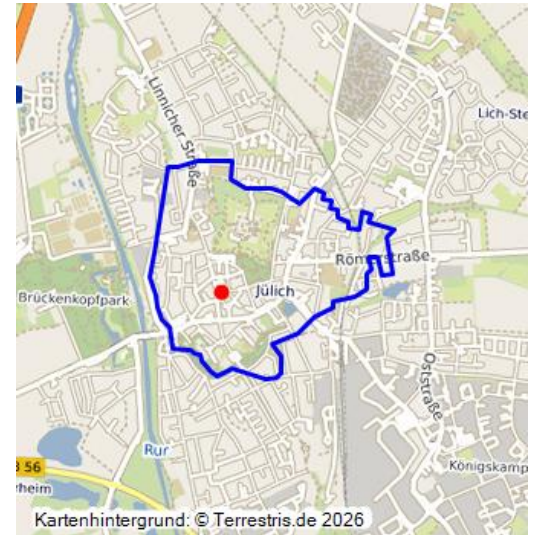 Linnicher Straße
Lich-Ste
Römerstraße
Brückenkopfpark
Jülich
Oststraße
Rur
B 56
Königskamp
rheim
Kartenhintergrund: © Terrestris.de 2026